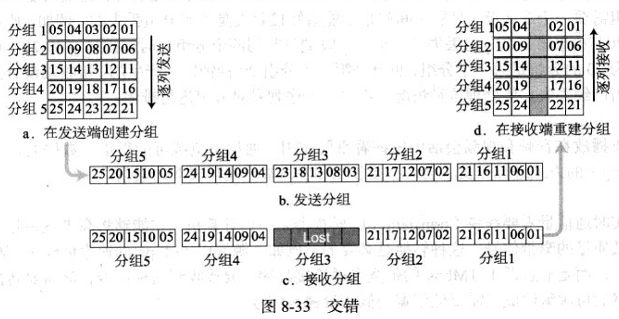 分组 1 05 04 03 02 01
分组 2 10 09 08 07 06
分组 3 15 14 13 12 11
分组4 20 19 18 17 16
分组 5 25 24 23 22 21
逐列发送
a．在发送端创建分组
分组 1 05 04 02 01
分组 2 10 09 07 06
分组 3 15 14 12 11
分组4 20 19 17 16
分组 5 25 24 22 21
逐列接收
d．在接收端重建分组
分组5 分组4 分组3 分组2 分组1
25 20 15 10 05 24 19 14 09 04 23 18 13 08 03 21 17 12 07 02 21 16 11 06 01
b. 发送分组
25 20 15 10 05 24 19 14 09 04 Lost 21 17 12 07 02 21 16 11 06 01
分组5 分组4 分组3 分组2 分组1
c．接收分组
图 8-33 交错